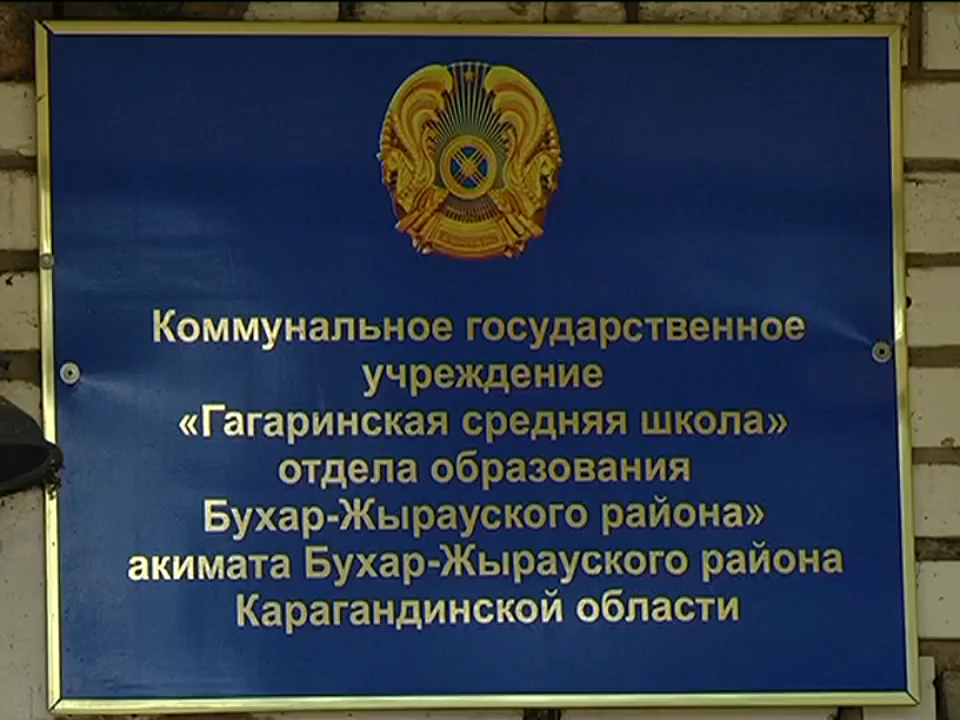 Коммунальное государственное
учреждение
«Гагаринская средняя школа»
отдела образования
Бухар-Жырауского района»
акимата Бухар-Жырауского района
Карагандинской области